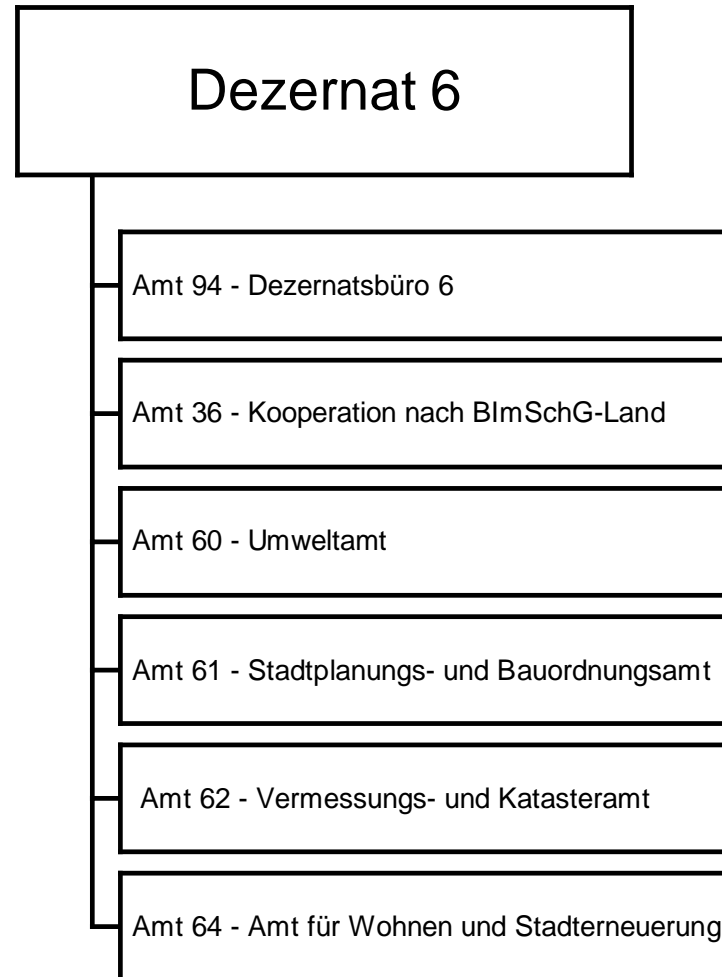 Dezernat 6
Amt 94 - Dezernatsbüro 6
Amt 36 - Kooperation nach BImSchG-Land
Amt 60 - Umweltamt
Amt 61 - Stadtplanungs- und Bauordnungsamt
Amt 62 - Vermessungs- und Katasteramt
Amt 64 - Amt für Wohnen und Stadterneuerung